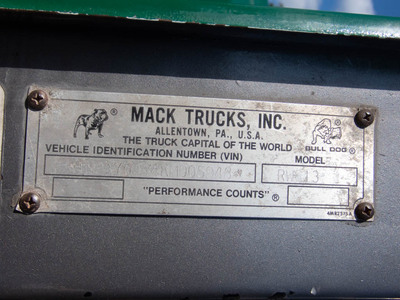 MACK TRUCKS, INC.
ALLENTOWN, PA., U.S.A.
THE TRUCK CAPITAL OF THE WORLD
BULL DOG ®
VEHICLE IDENTIFICATION NUMBER (VIN) MODEL
"PERFORMANCE COUNTS" ®